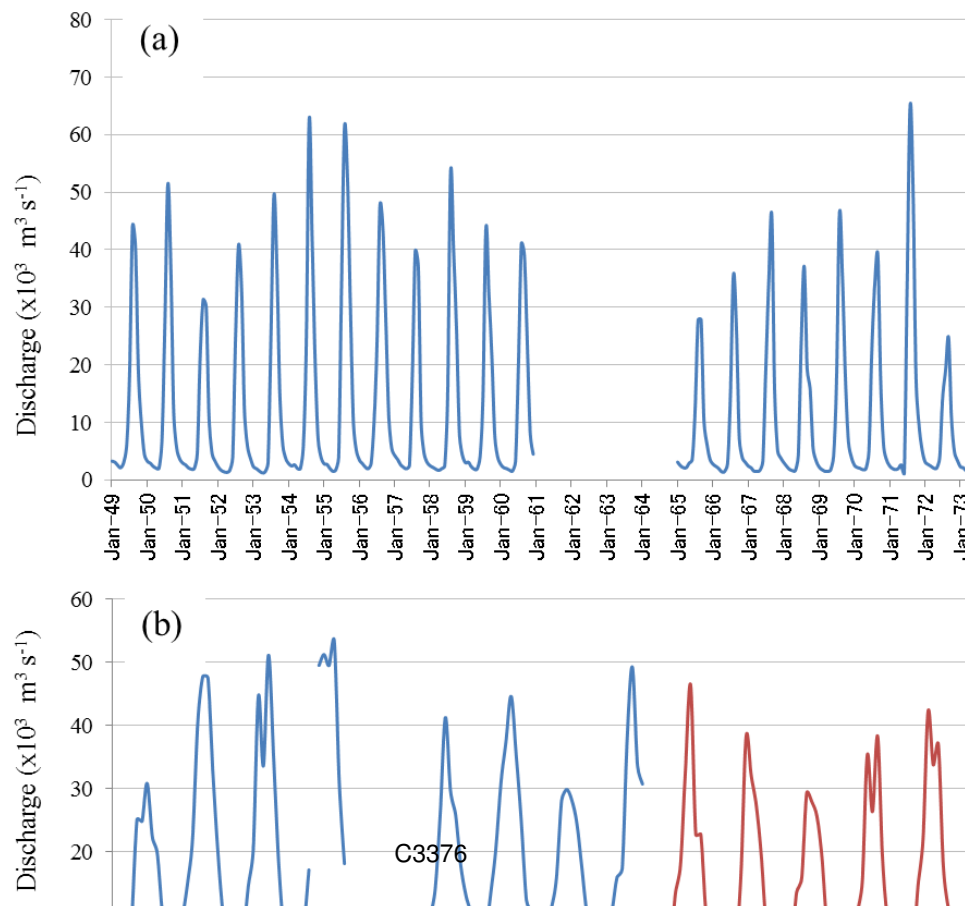 (a)
80
70
60
50
40
30
20
10
0
Discharge (x10³ m³ s⁻¹)
Jan-49
Jan-50
Jan-51
Jan-52
Jan-53
Jan-54
Jan-55
Jan-56
Jan-57
Jan-58
Jan-59
Jan-60
Jan-61
Jan-62
Jan-63
Jan-64
Jan-65
Jan-66
Jan-67
Jan-68
Jan-69
Jan-70
Jan-71
Jan-72
Jan-73
(b)
60
50
40
30
20
Discharge (x10³ m³ s⁻¹)
C3376